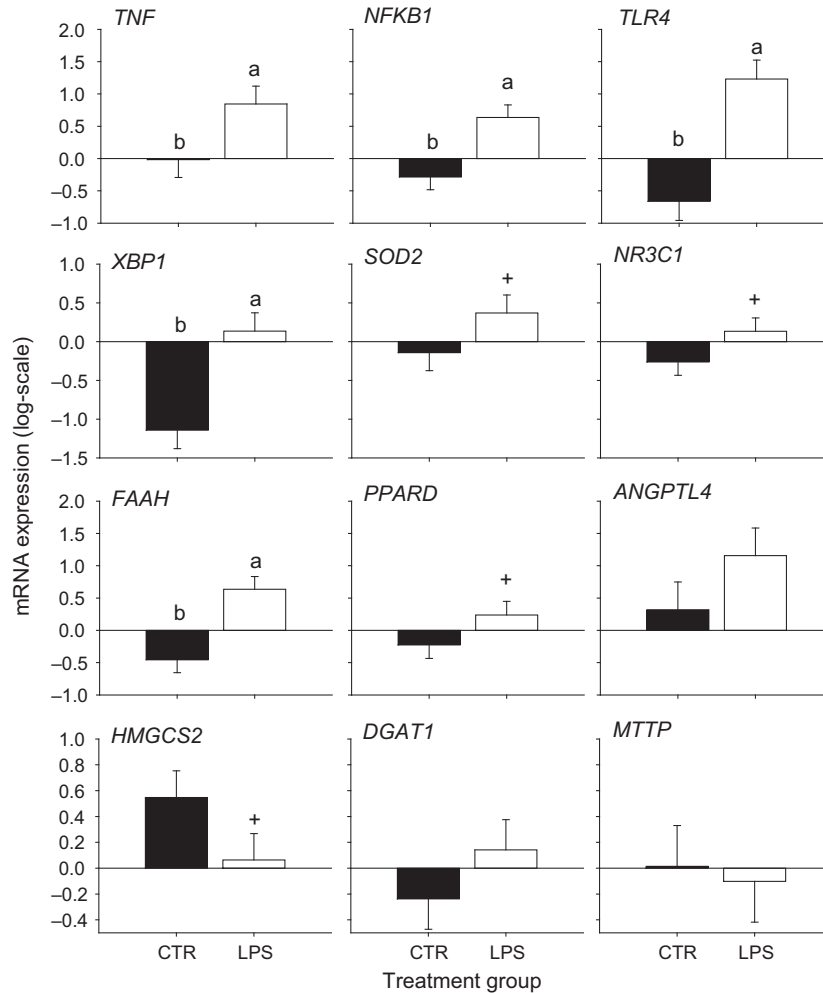 TNF NFKB1 TLR4
2.0
1.5
1.0
0.5
0.0
–0.5
–1.0
b a b a b a
XBP1 SOD2 NR3C1
1.0
0.5
0.0
–0.5
–1.0
–1.5
b a + +
mRNA expression (log-scale)
FAAH PPARD ANGPTL4
2.0
1.5
1.0
0.5
0.0
–0.5
–1.0
b a +
HMGCS2 DGAT1 MTTP
1.0
0.8
0.6
0.4
0.2
0.0
–0.2
–0.4
+
CTR LPS CTR LPS CTR LPS
Treatment group